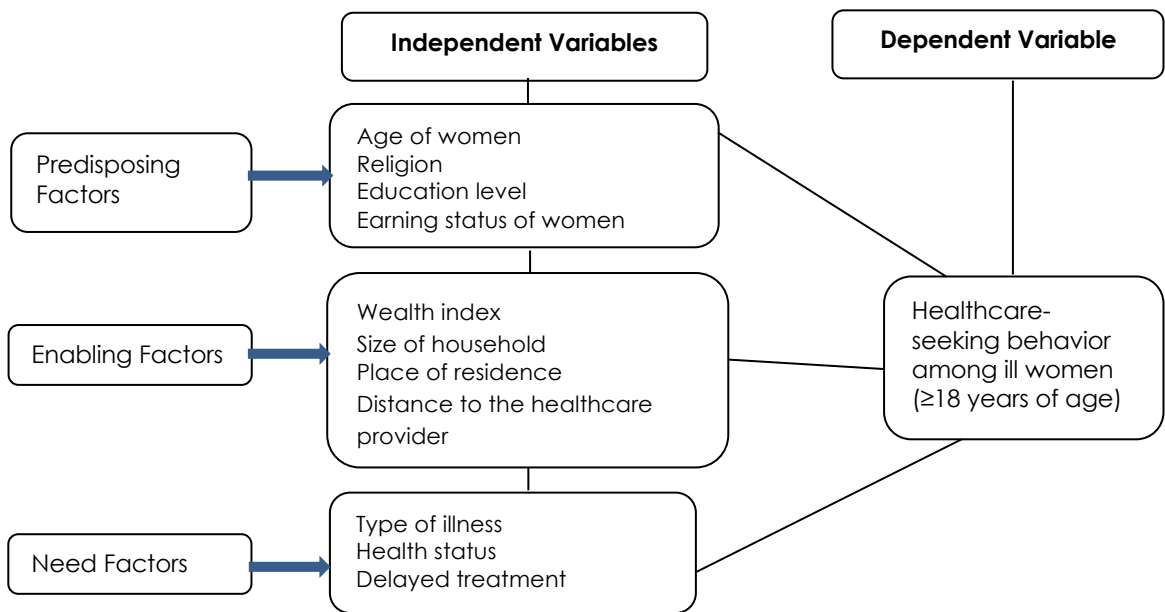 Independent Variables
Dependent Variable
Predisposing
Factors
Age of women
Religion
Education level
Earning status of women
Enabling Factors
Wealth index
Size of household
Place of residence
Distance to the healthcare
provider
Healthcare-
seeking behavior
among ill women
(≥18 years of age)
Need Factors
Type of illness
Health status
Delayed treatment